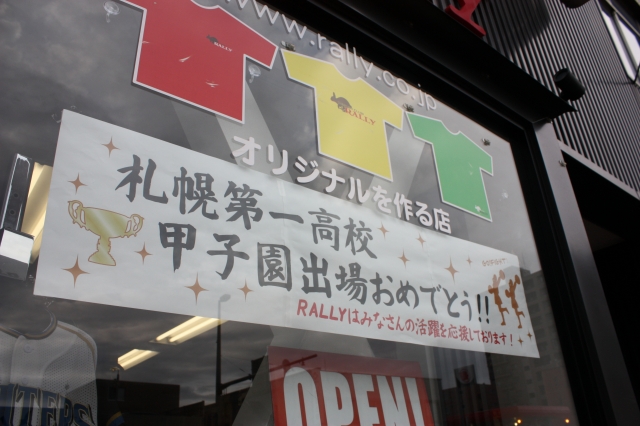 www.rally.co.jp
RALLY
RALLY
オリジナルを作る店
札幌第一高校
甲子園出場おめでとう!!
RALLYはみなさんの活躍を応援しております!
OPEN!